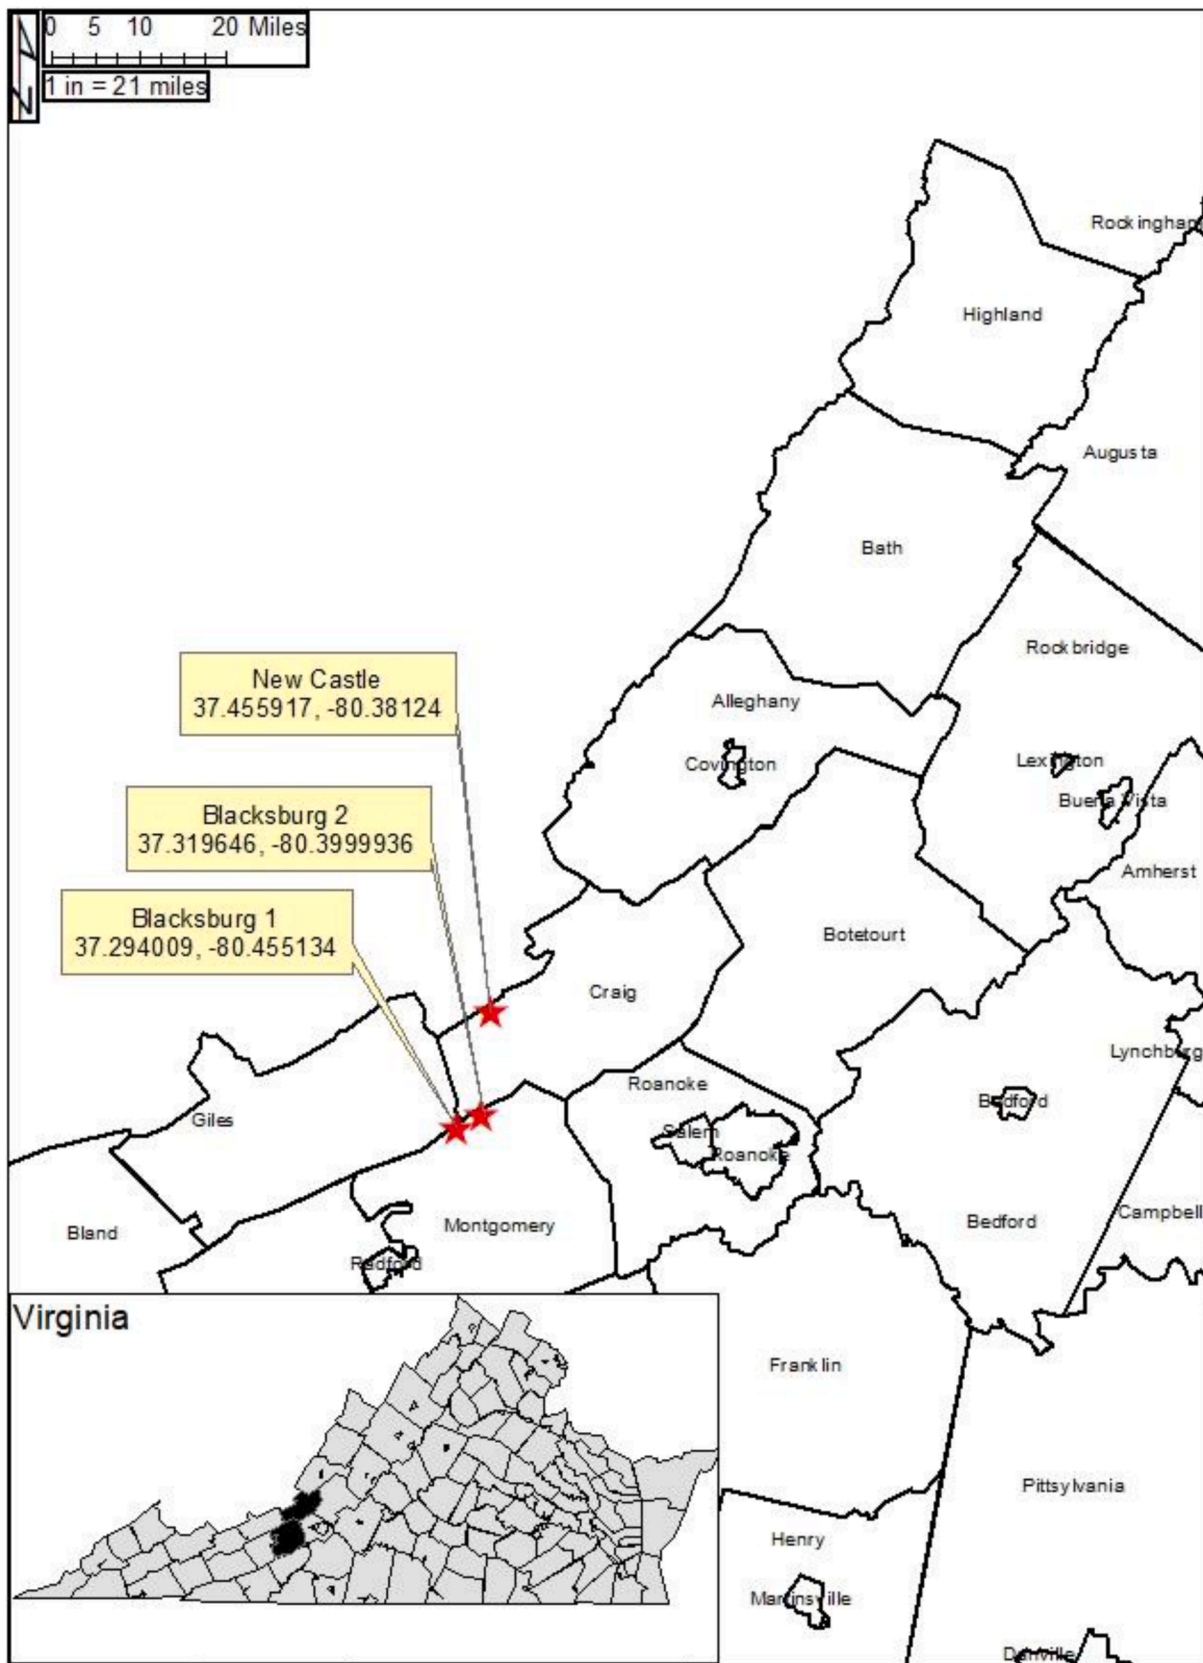 0 5 10 20 Miles
1 in = 21 miles
N
Rockingham
Highland
Augusta
Bath
Rockbridge
New Castle
37.455917, -80.38124
Alleghany
Covington
Lexington
Buena Vista
Blacksburg 2
37.319646, -80.3999936
Amherst
Blacksburg 1
37.294009, -80.455134
Botetourt
Craig
Lynchburg
Roanoke
Bedford
Giles
Salem
Roanoke
Bland
Montgomery
Bedford
Campbell
Radford
Virginia
Franklin
Pittsylvania
Henry
Martinsville
Danville